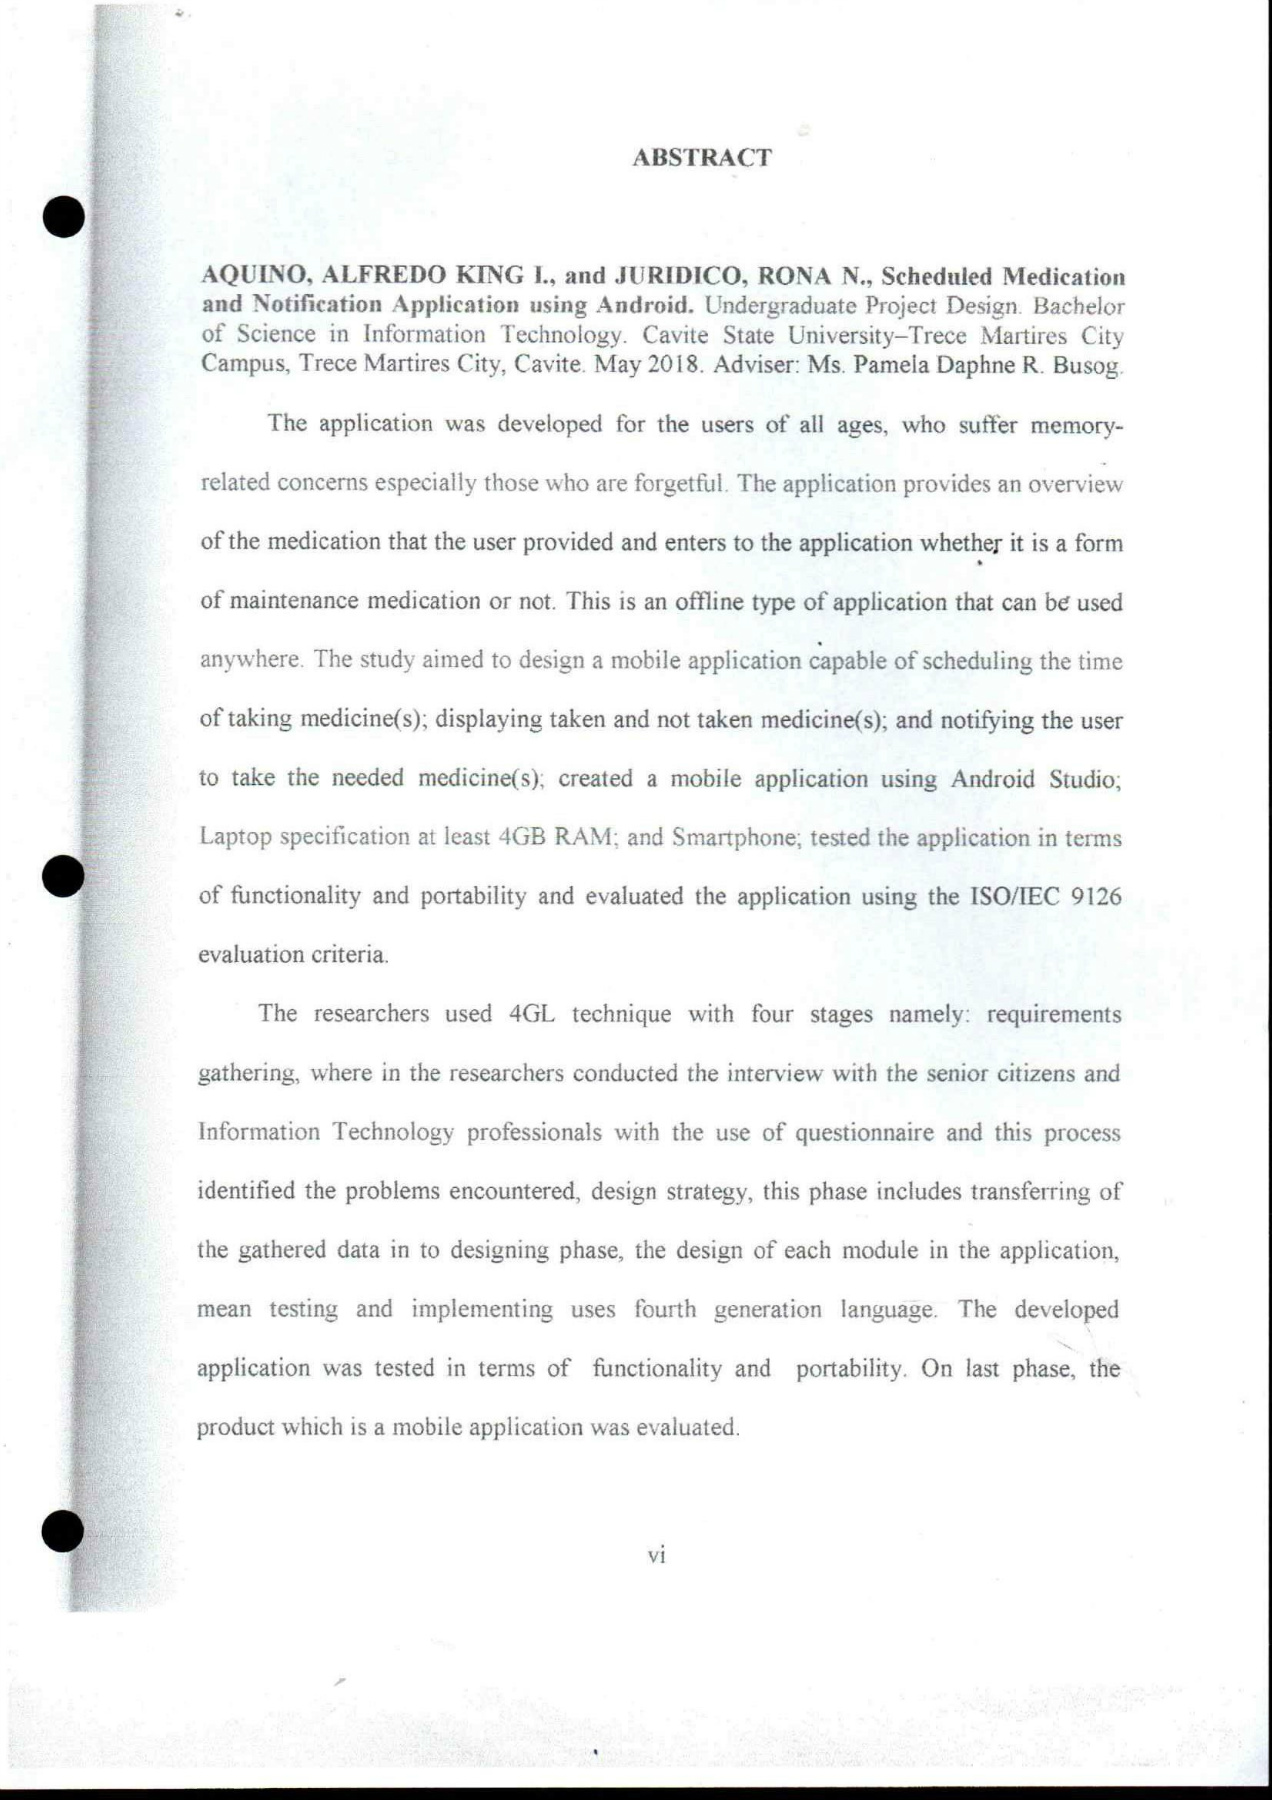 ABSTRACT
AQUINO, ALFREDO KING I., and JURIDICO, RONA N., Scheduled Medication
and Notification Application using Android. Undergraduate Project Design. Bachelor
of Science in Information Technology. Cavite State University–Trece Martires City
Campus, Trece Martires City, Cavite. May 2018. Adviser: Ms. Pamela Daphne R. Busog.
The application was developed for the users of all ages, who suffer memory-
related concerns especially those who are forgetful. The application provides an overview
of the medication that the user provided and enters to the application whether it is a form
of maintenance medication or not. This is an offline type of application that can be used
anywhere. The study aimed to design a mobile application capable of scheduling the time
of taking medicine(s); displaying taken and not taken medicine(s); and notifying the user
to take the needed medicine(s); created a mobile application using Android Studio;
Laptop specification at least 4GB RAM; and Smartphone; tested the application in terms
of functionality and portability and evaluated the application using the ISO/IEC 9126
evaluation criteria.
The researchers used 4GL technique with four stages namely: requirements
gathering, where in the researchers conducted the interview with the senior citizens and
Information Technology professionals with the use of questionnaire and this process
identified the problems encountered, design strategy, this phase includes transferring of
the gathered data in to designing phase, the design of each module in the application,
mean testing and implementing uses fourth generation language. The developed
application was tested in terms of functionality and portability. On last phase, the
product which is a mobile application was evaluated.
vi